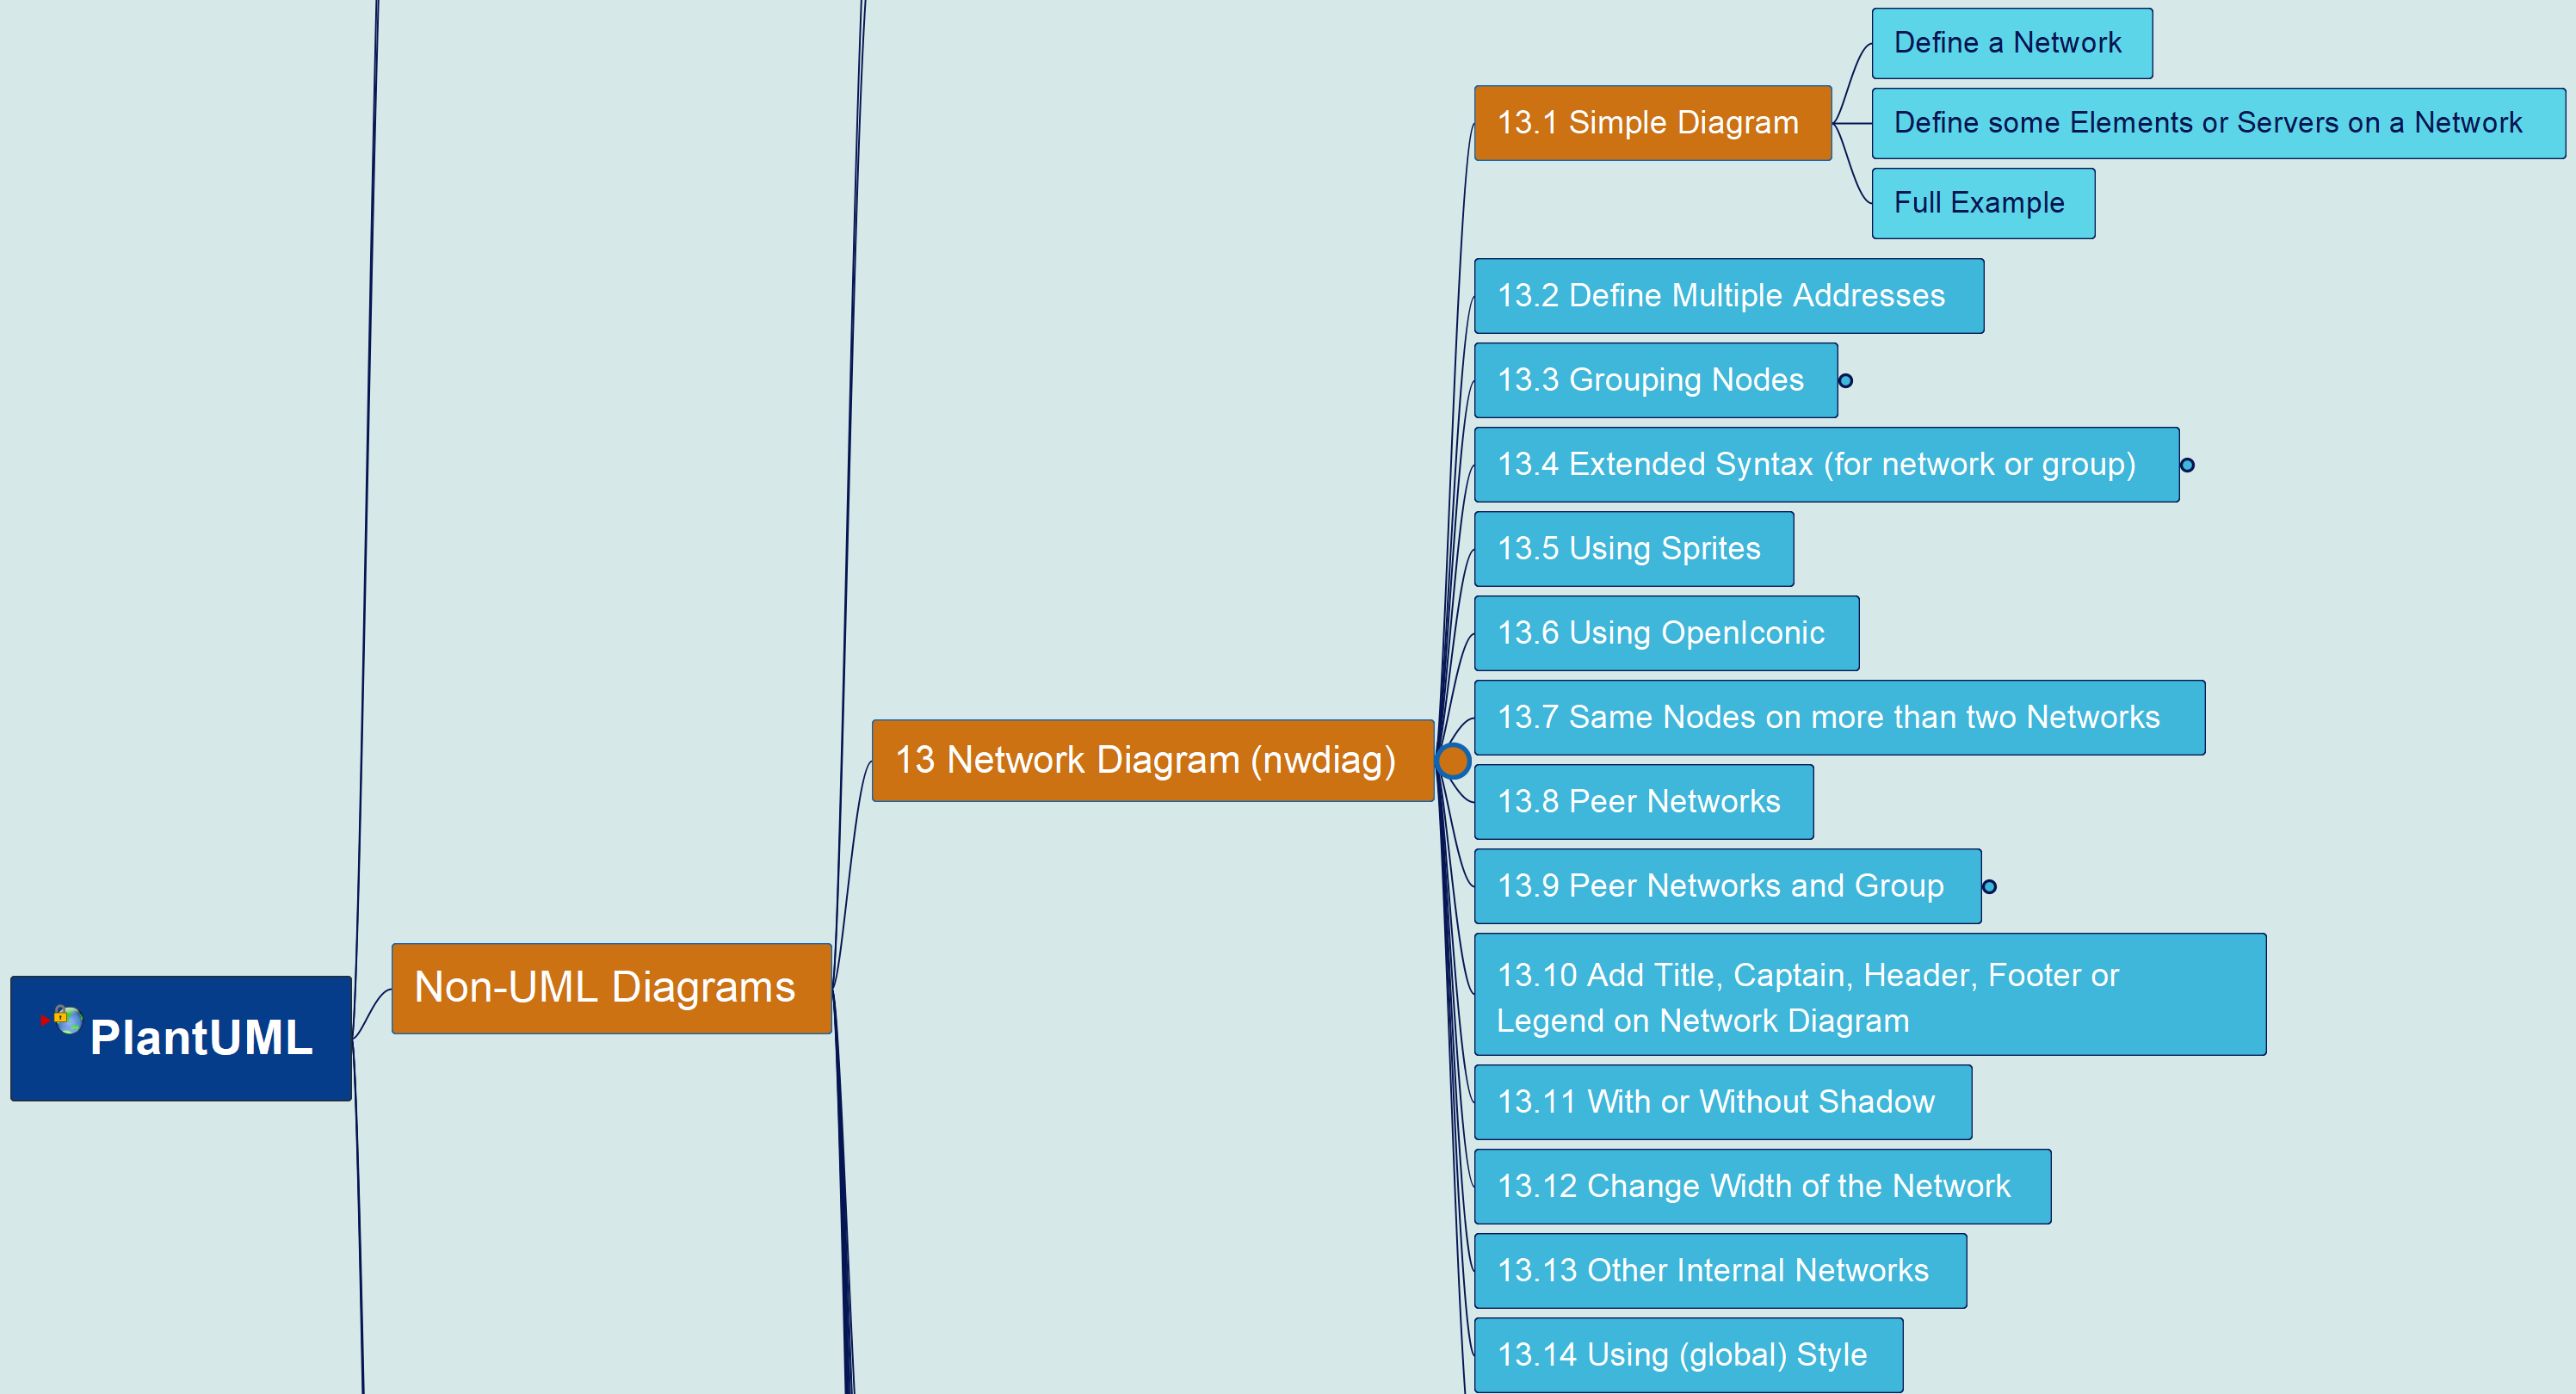 Define a Network
13.1 Simple Diagram
Define some Elements or Servers on a Network
Full Example
13.2 Define Multiple Addresses
13.3 Grouping Nodes
13.4 Extended Syntax (for network or group)
13.5 Using Sprites
13.6 Using OpenIconic
13.7 Same Nodes on more than two Networks
13 Network Diagram (nwdiag)
13.8 Peer Networks
13.9 Peer Networks and Group
Non-UML Diagrams
PlantUML
13.10 Add Title, Captain, Header, Footer or
Legend on Network Diagram
13.11 With or Without Shadow
13.12 Change Width of the Network
13.13 Other Internal Networks
13.14 Using (global) Style